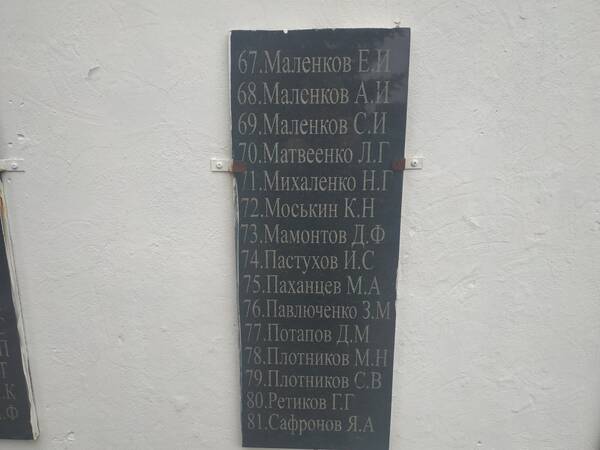 67.Маленков Е.И
68.Маленков А.И
69.Маленков С.И
70.Матвеенко Л.Г
71.Михаленко Н.Г
72.Моськин К.Н
73.Мамонтов Д.Ф
74.Пастухов И.С
75.Паханцев М.А
76.Павлюченко З.М
77.Потапов Д.М
78.Плотников М.Н
79.Плотников С.В
80.Ретиков Г.Г
81.Сафронов Я.А